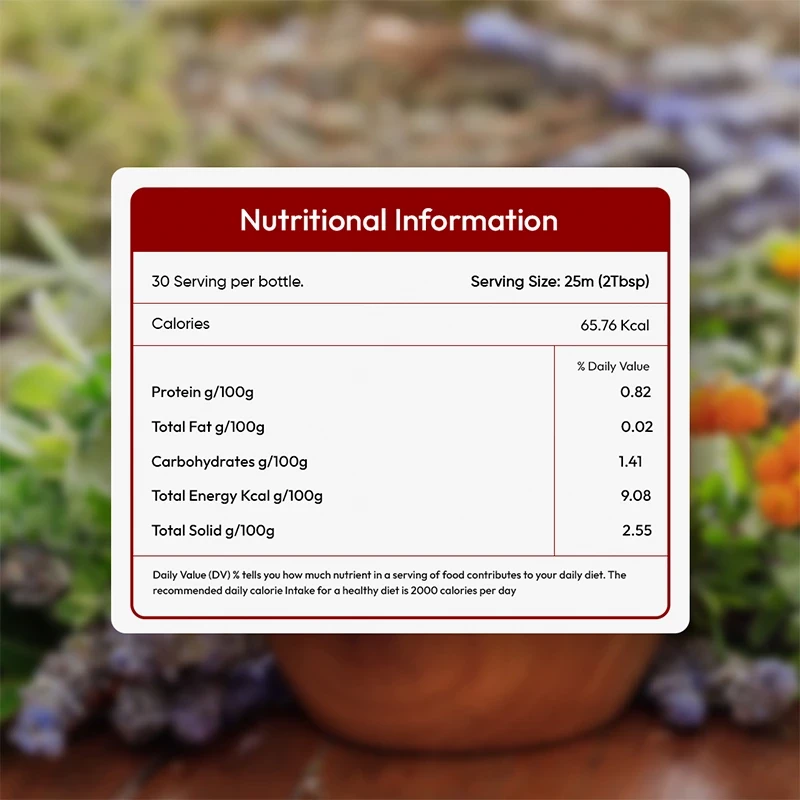 Nutritional Information
30 Serving per bottle. Serving Size: 25m (2Tbsp)
Calories 65.76 Kcal
% Daily Value
Protein g/100g 0.82
Total Fat g/100g 0.02
Carbohydrates g/100g 1.41
Total Energy Kcal g/100g 9.08
Total Solid g/100g 2.55
Daily Value (DV) % tells you how much nutrient in a serving of food contributes to your daily diet. The
recommended daily calorie Intake for a healthy diet is 2000 calories per day